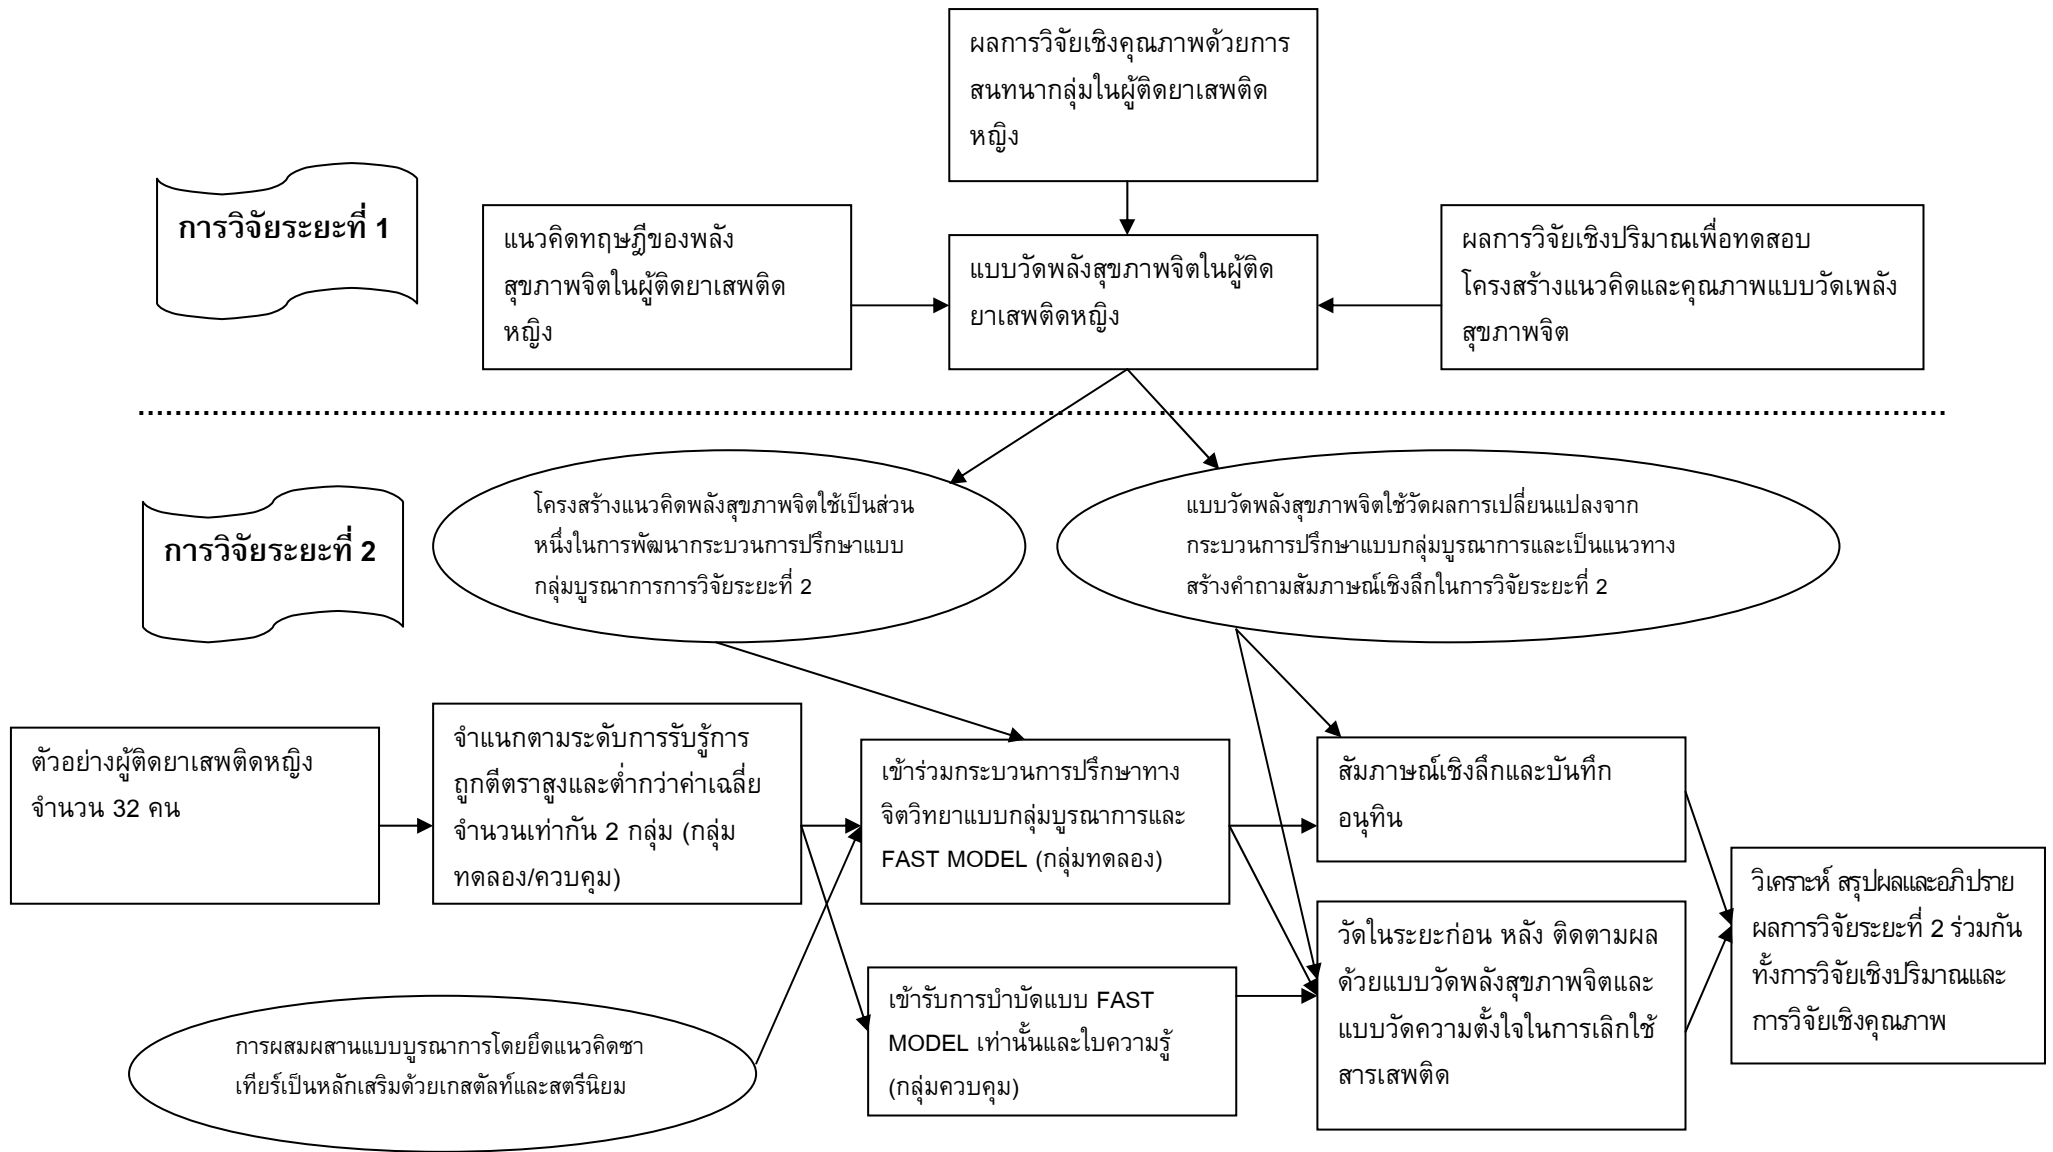 ผลการวิจัยเชิงคุณภาพด้วยการ
สนทนากลุ่มในผู้ติดยาเสพติด
หญิง
การวิจัยระยะที่ 1
แนวคิดทฤษฎีของพลัง
สุขภาพจิตในผู้ติดยาเสพติด
หญิง
แบบวัดพลังสุขภาพจิตในผู้ติด
ยาเสพติดหญิง
ผลการวิจัยเชิงปริมาณเพื่อทดสอบ
โครงสร้างแนวคิดและคุณภาพแบบวัดเพลัง
สุขภาพจิต
การวิจัยระยะที่ 2
โครงสร้างแนวคิดพลังสุขภาพจิตใช้เป็นส่วน
หนึ่งในการพัฒนากระบวนการปรึกษาแบบ
กลุ่มบูรณาการการวิจัยระยะที่ 2
แบบวัดพลังสุขภาพจิตใช้วัดผลการเปลี่ยนแปลงจาก
กระบวนการปรึกษาแบบกลุ่มบูรณาการและเป็นแนวทาง
สร้างคำถามสัมภาษณ์เชิงลึกในการวิจัยระยะที่ 2
ตัวอย่างผู้ติดยาเสพติดหญิง
จำนวน 32 คน
จำแนกตามระดับการรับรู้การ
ถูกตีตราสูงและต่ำกว่าค่าเฉลี่ย
จำนวนเท่ากัน 2 กลุ่ม (กลุ่ม
ทดลอง/ควบคุม)
เข้าร่วมกระบวนการปรึกษาทาง
จิตวิทยาแบบกลุ่มบูรณาการและ
FAST MODEL (กลุ่มทดลอง)
สัมภาษณ์เชิงลึกและบันทึก
อนุทิน
วิเคราะห์ สรุปผลและอภิปราย
ผลการวิจัยระยะที่ 2 ร่วมกัน
ทั้งการวิจัยเชิงปริมาณและ
การวิจัยเชิงคุณภาพ
วัดในระยะก่อน หลัง ติดตามผล
ด้วยแบบวัดพลังสุขภาพจิตและ
แบบวัดความตั้งใจในการเลิกใช้
สารเสพติด
เข้ารับการบำบัดแบบ FAST
MODEL เท่านั้นและใบความรู้
(กลุ่มควบคุม)
การผสมผสานแบบบูรณาการโดยยึดแนวคิดซา
เทียร์เป็นหลักเสริมด้วยเกสตัลท์และสตรีนิยม